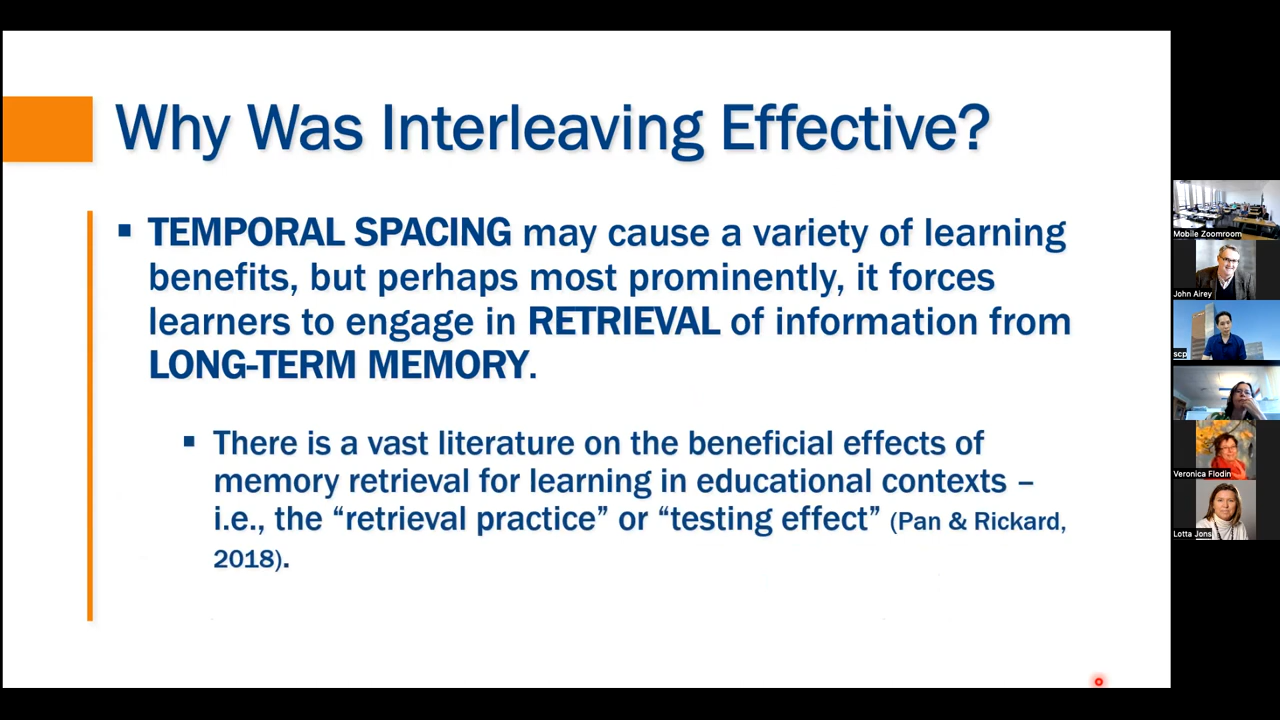 Why Was Interleaving Effective?
▪ TEMPORAL SPACING may cause a variety of learning
benefits, but perhaps most prominently, it forces
learners to engage in RETRIEVAL of information from
LONG-TERM MEMORY.
▪ There is a vast literature on the beneficial effects of
memory retrieval for learning in educational contexts –
i.e., the “retrieval practice” or “testing effect” (Pan & Rickard,
2018).
Mobile Zoomroom
John Airey
scp
Veronica Flodin
Lotta Jons